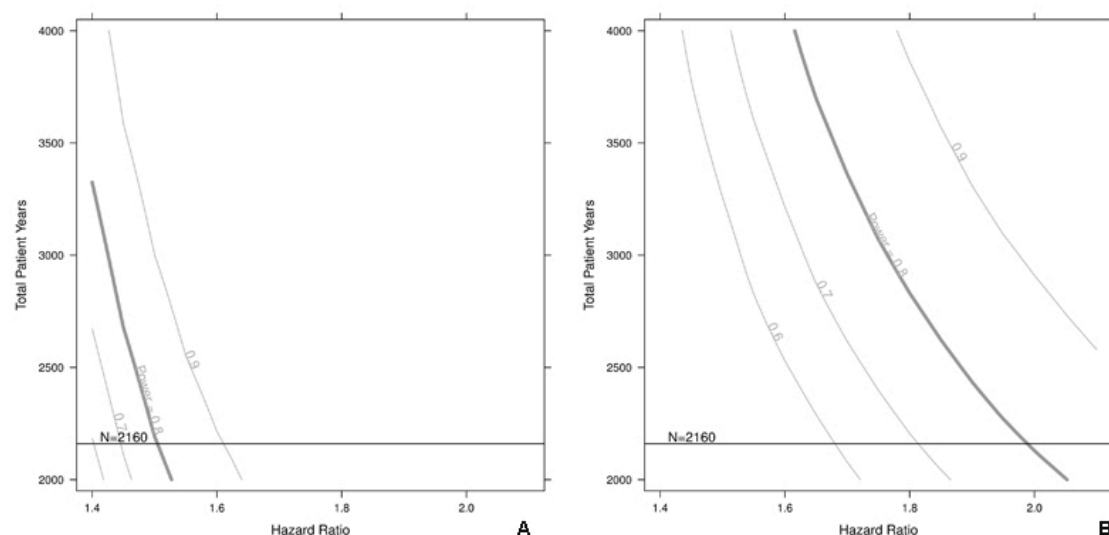 4000
3500
3000
2500
2000
Total Patient Years
0.9
Power = 0.8
0.7
N=2160
1.4
1.6
1.8
2.0
Hazard Ratio
A
4000
3500
3000
2500
2000
Total Patient Years
0.9
Power = 0.8
0.7
0.6
N=2160
1.4
1.6
1.8
2.0
Hazard Ratio
B